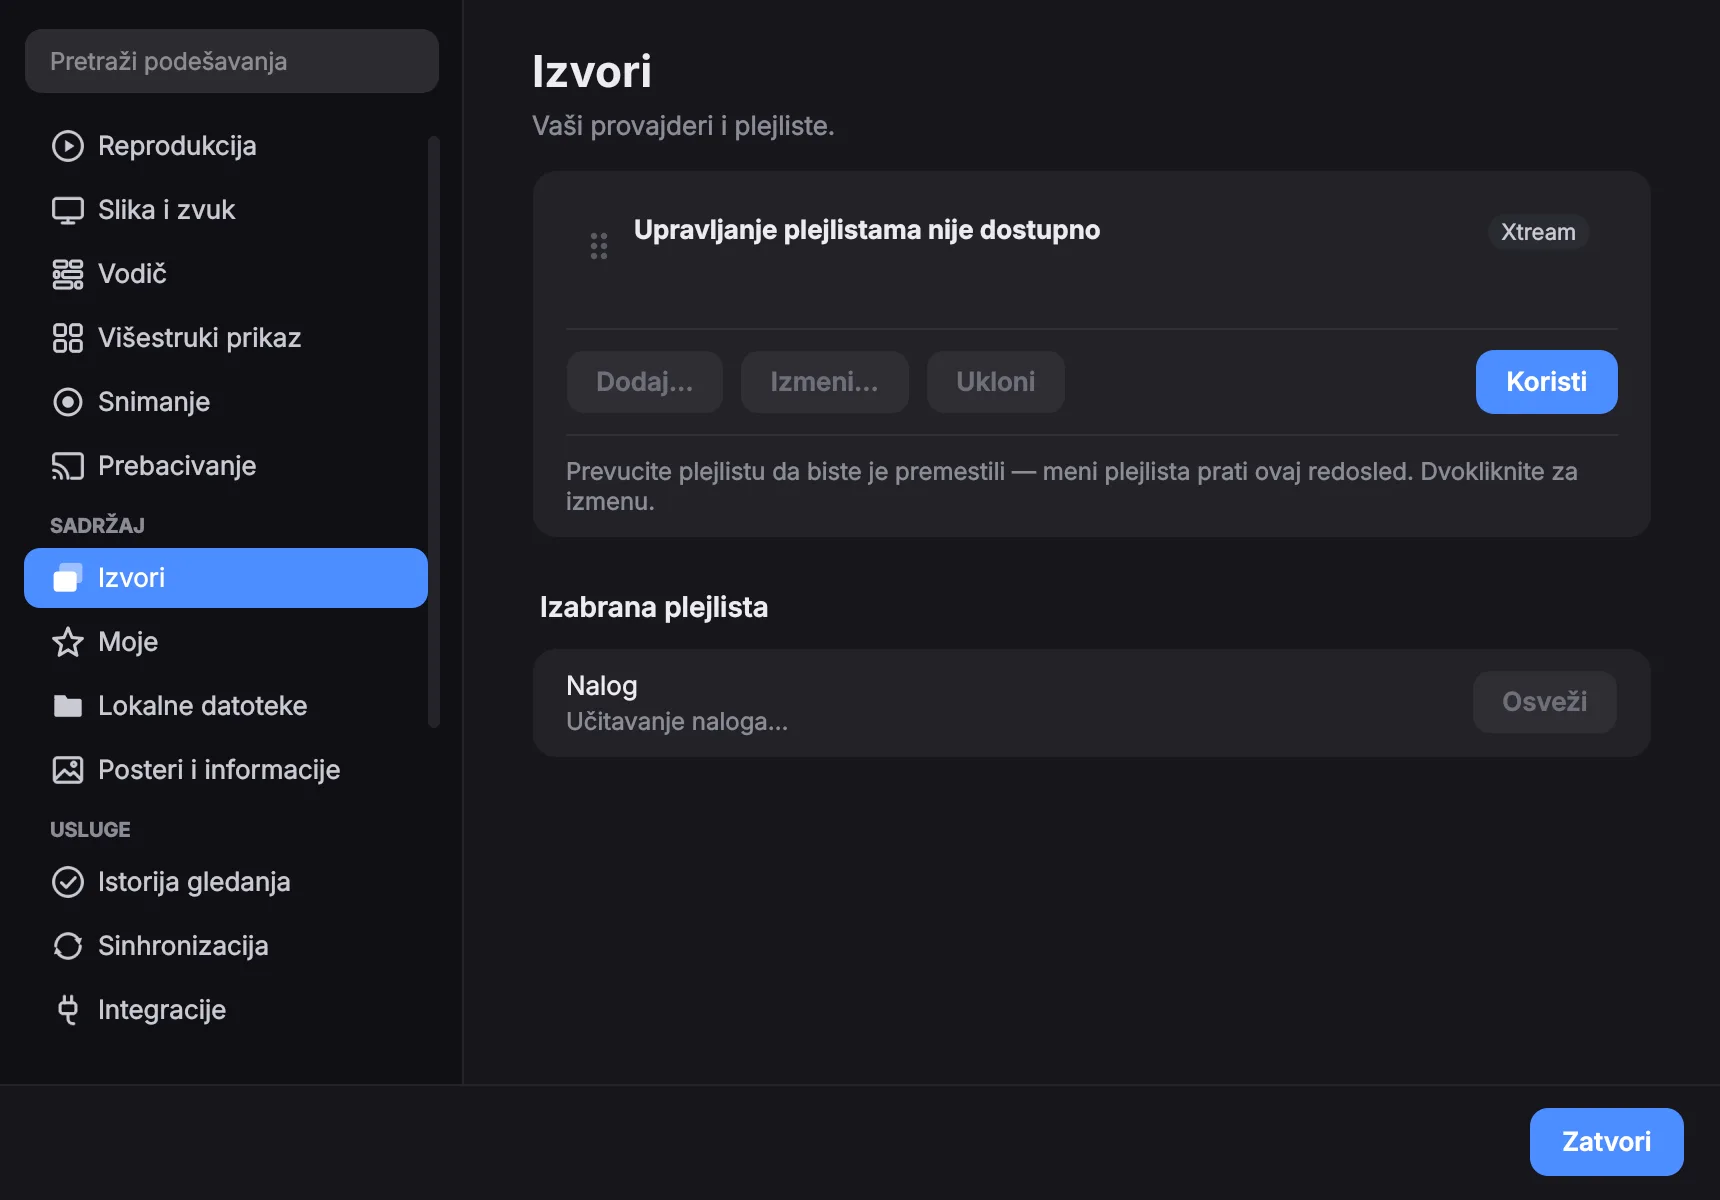 Pretraži podešavanja
Reprodukcija
Slika i zvuk
Vodič
Višestruki prikaz
Snimanje
Prebacivanje
SADRŽAJ
Izvori
Moje
Lokalne datoteke
Posteri i informacije
USLUGE
Istorija gledanja
Sinhronizacija
Integracije
Izvori
Vaši provajderi i plejliste.
Upravljanje plejlistama nije dostupno
Xtream
Dodaj...
Izmeni...
Ukloni
Koristi
Prevucite plejlistu da biste je premestili — meni plejlista prati ovaj redosled. Dvokliknite za
izmenu.
Izabrana plejlista
Nalog
Učitavanje naloga...
Osveži
Zatvori